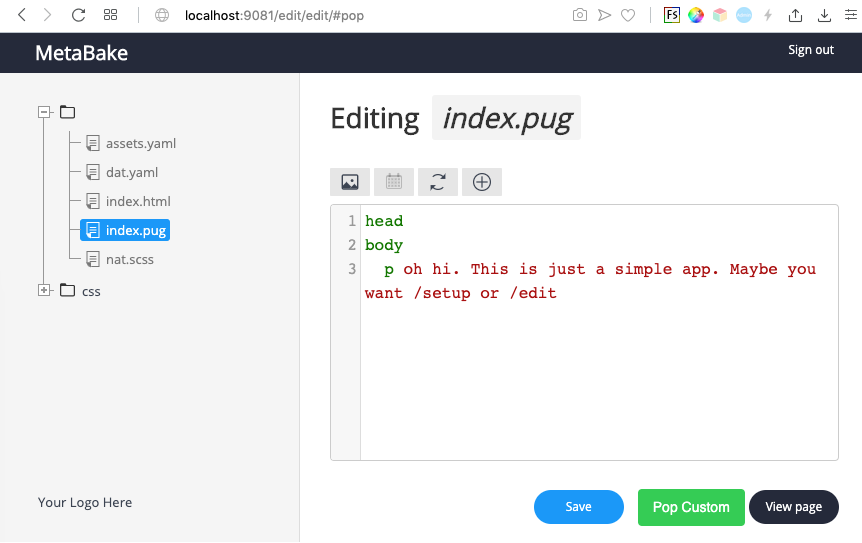 localhost:9081/edit/edit/#pop
Fs
MetaBake
Sign out
assets.yaml
dat.yaml
index.html
index.pug
nat.scss
css
Your Logo Here
Editing index.pug
1 head
2 body
3 p oh hi. This is just a simple app. Maybe you
want /setup or /edit
Save
Pop Custom
View page